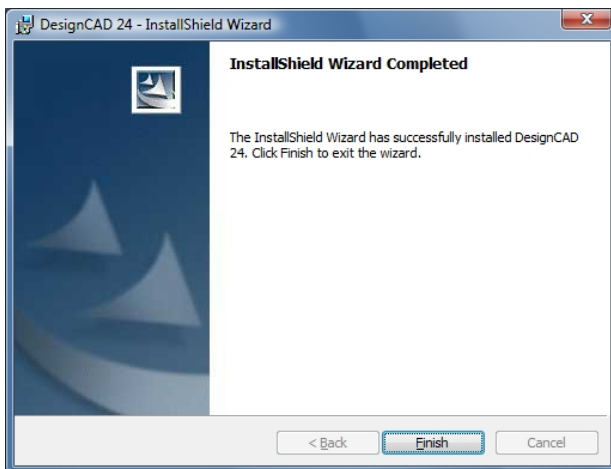 DesignCAD 24 - InstallShield Wizard
InstallShield Wizard Completed
The InstallShield Wizard has successfully installed DesignCAD
24. Click Finish to exit the wizard.
< Back Finish Cancel